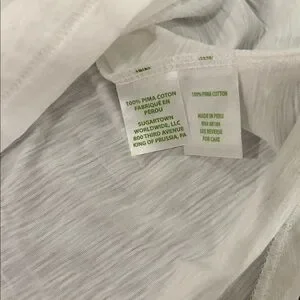 100% PIMA COTON
FABRIQUÉ EN
PÉROU
SUGARTOWN
WORLDWIDE, LLC
800 THIRD AVENUE
KING OF PRUSSIA, PA
100% PIMA COTTON
MADE IN PERU
RN#
SEE REVERSE
FOR CARE